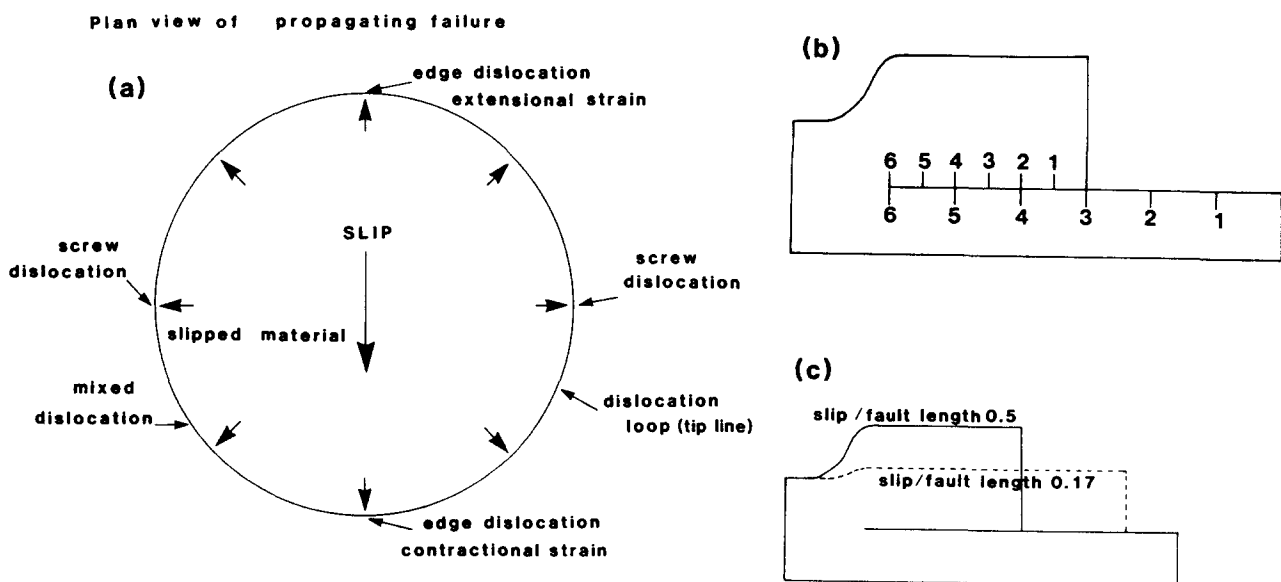 Plan view of propagating failure
(a)
edge dislocation
extensional strain
SLIP
screw
dislocation
screw
dislocation
slipped material
mixed
dislocation
dislocation
loop (tip line)
edge dislocation
contractional strain
(b)
6 5 4 3 2 1
6 5 4 3 2 1
(c)
slip / fault length 0.5
slip/fault length 0.17